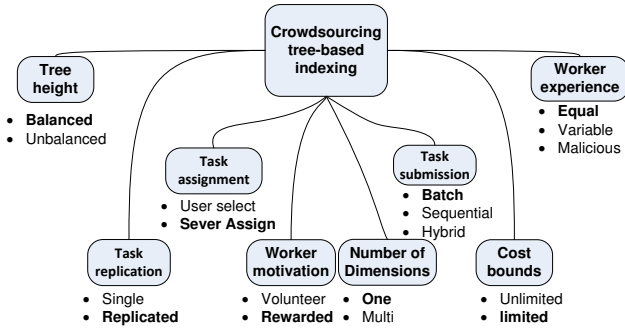 Crowdsourcing
tree-based
indexing
Tree
height
• Balanced
• Unbalanced
Worker
experience
• Equal
• Variable
• Malicious
Task
assignment
• User select
• Sever Assign
Task
submission
• Batch
• Sequential
• Hybrid
Task
replication
• Single
• Replicated
Worker
motivation
• Volunteer
• Rewarded
Number of
Dimensions
• One
• Multi
Cost
bounds
• Unlimited
• limited